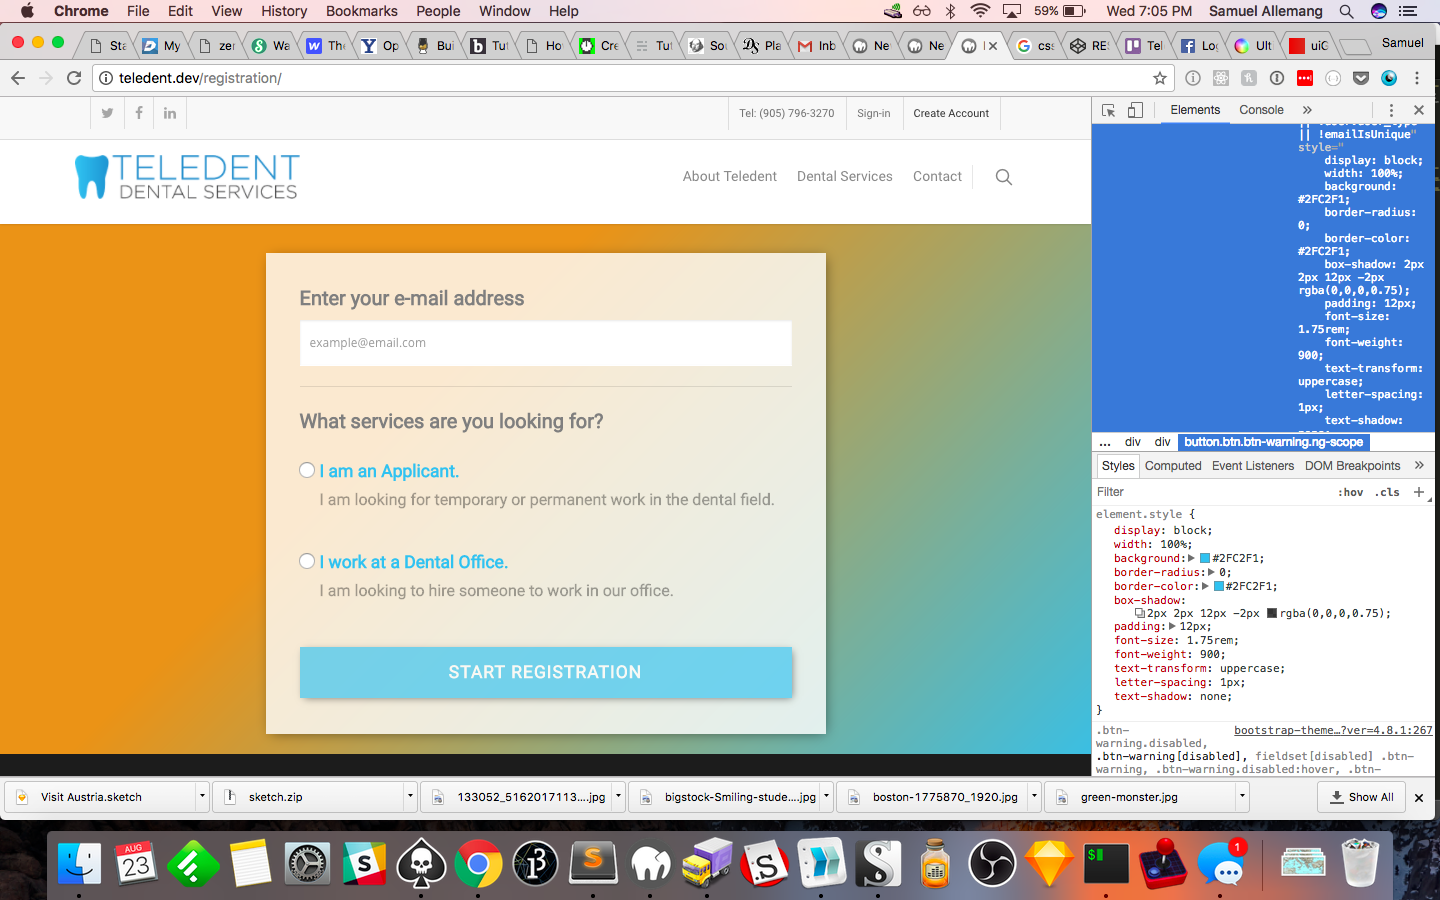 Chrome File Edit View History Bookmarks People Window Help 59% Wed 7:05 PM Samuel Allemang
Sta My zer Wa The Op Bui Tut Ho Cre Tut Sou Pla Inb Ne Ne css RES Tel Log Ult uiG Samuel
teledent.dev/registration/
Tel: (905) 796-3270 Sign-in Create Account
TELEDENT
DENTAL SERVICES
About Teledent Dental Services Contact
Enter your e-mail address
example@email.com
What services are you looking for?
I am an Applicant.
I am looking for temporary or permanent work in the dental field.
I work at a Dental Office.
I am looking to hire someone to work in our office.
START REGISTRATION
Elements Console »
|| !emailIsUnique"
style="
display: block;
width: 100%;
background:
#2FC2F1;
border-radius:
0;
border-color:
#2FC2F1;
box-shadow: 2px
2px 12px -2px
rgba(0,0,0,0.75);
padding: 12px;
font-size:
1.75rem;
font-weight:
900;
text-transform:
uppercase;
letter-spacing:
1px;
text-shadow:
... div div button.btn.btn-warning.ng-scope
Styles Computed Event Listeners DOM Breakpoints »
Filter :hov .cls +
element.style {
display: block;
width: 100%;
background: #2FC2F1;
border-radius: 0;
border-color: #2FC2F1;
box-shadow:
2px 2px 12px -2px rgba(0,0,0,0.75);
padding: 12px;
font-size: 1.75rem;
font-weight: 900;
text-transform: uppercase;
letter-spacing: 1px;
text-shadow: none;
}
.btn- bootstrap-theme…?ver=4.8.1:267
warning.disabled,
.btn-warning[disabled], fieldset[disabled] .btn-
warning, .btn-warning.disabled:hover, .btn-
Visit Austria.sketch sketch.zip 133052_5162017113....jpg bigstock-Smiling-stude....jpg boston-1775870_1920.jpg green-monster.jpg Show All
AUG
23
1